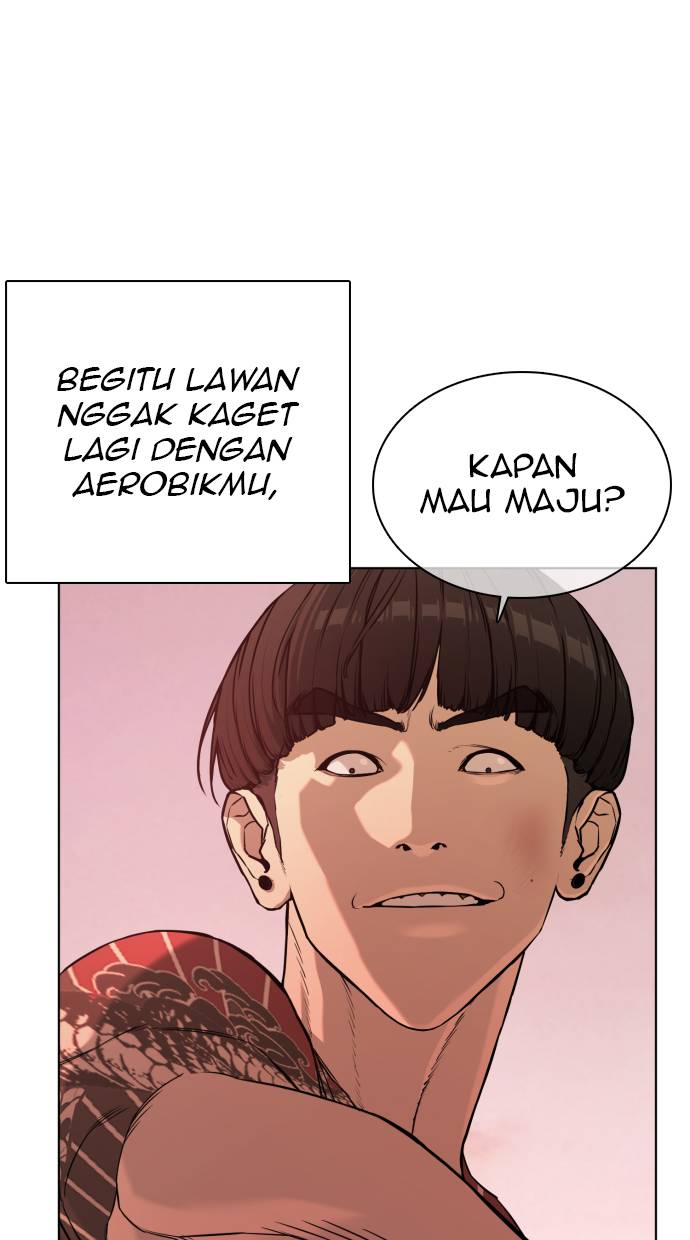 BEGITU LAWAN
NGGAK KAGET
LAGI DENGAN
AEROBIKMU,
KAPAN
MAU MAJU?